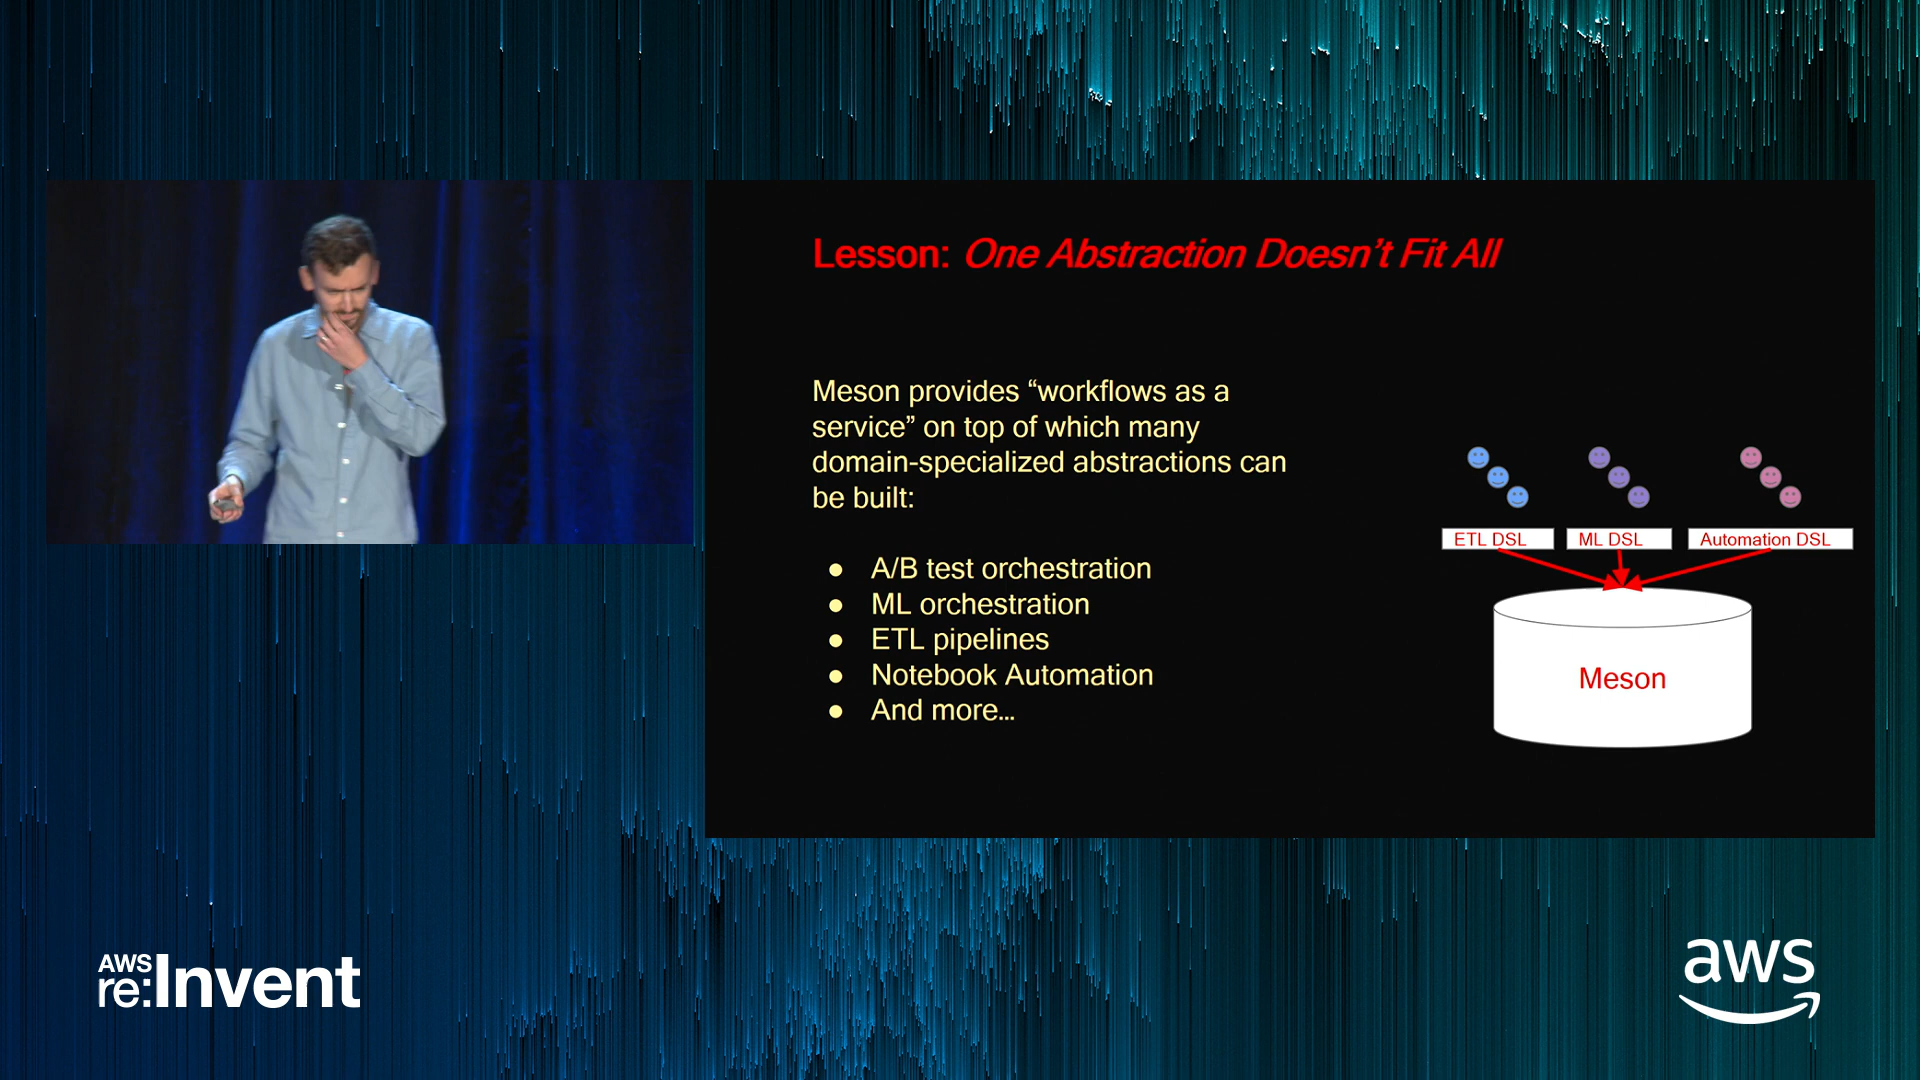 Lesson: One Abstraction Doesn’t Fit All
Meson provides “workflows as a
service” on top of which many
domain-specialized abstractions can
be built:
● A/B test orchestration
● ML orchestration
● ETL pipelines
● Notebook Automation
● And more…
ETL DSL
ML DSL
Automation DSL
Meson
AWS
re:Invent
aws